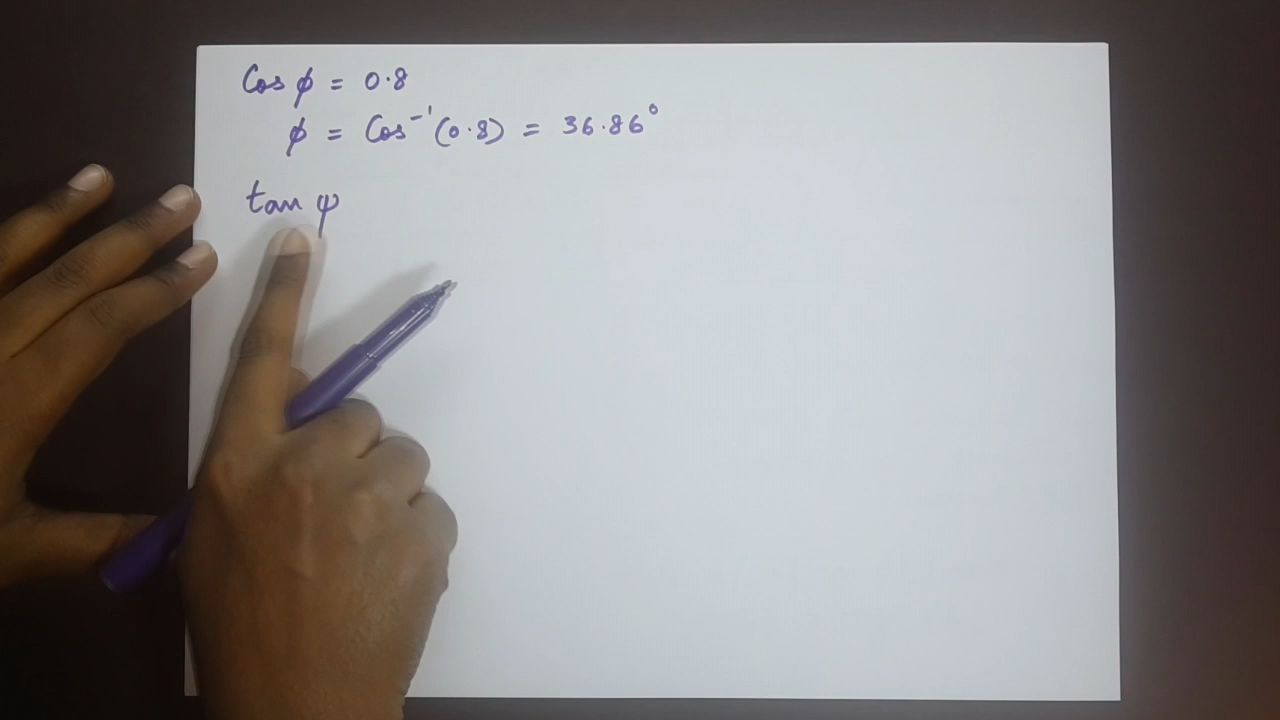 Cos ϕ = 0.8
ϕ = Cos⁻¹(0.8) = 36.86°
tan ψ